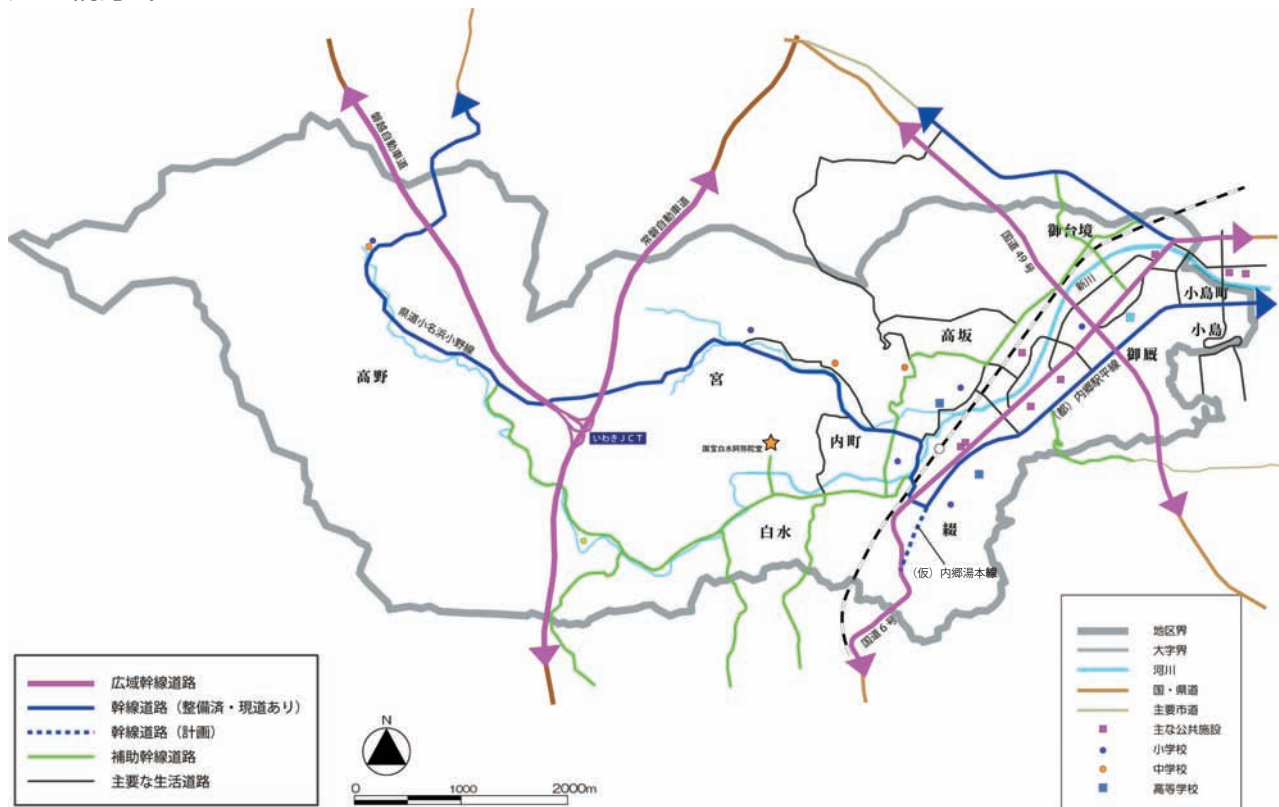 磐越自動車道
常磐自動車道
国道49号
御台境
新川
小島町
小島
県道小名浜小野線
高野
宮
高坂
御厩
(都)内郷駅平線
いわきJCT
国宝白水阿弥陀堂
内町
白水
綴
(仮)内郷湯本線
国道6号
広域幹線道路
幹線道路(整備済・現道あり)
幹線道路(計画)
補助幹線道路
主要な生活道路
N
0 1000 2000m
地区界
大字界
河川
国・県道
主要市道
主な公共施設
小学校
中学校
高等学校